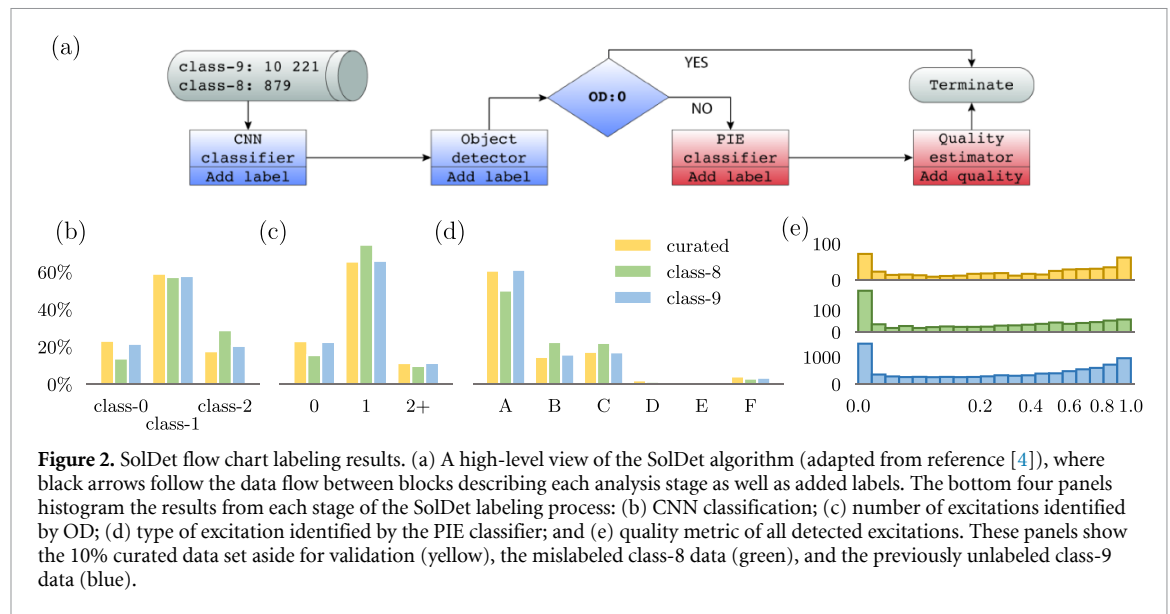 (a)
class-9: 10 221
class-8: 879
YES
OD:0
NO
Terminate
CNN
classifier
Add label
Object
detector
Add label
PIE
classifier
Add label
Quality
estimator
Add quality
(b)
(c)
(d)
(e)
60%
40%
20%
0%
class-0
class-1
class-2
0
1
2+
curated
class-8
class-9
A
B
C
D
E
F
100
0
100
0
1000
0
0.0
0.2
0.4
0.6
0.8
1.0
Figure 2. SolDet flow chart labeling results. (a) A high-level view of the SolDet algorithm (adapted from reference [4]), where
black arrows follow the data flow between blocks describing each analysis stage as well as added labels. The bottom four panels
histogram the results from each stage of the SolDet labeling process: (b) CNN classification; (c) number of excitations identified
by OD; (d) type of excitation identified by the PIE classifier; and (e) quality metric of all detected excitations. These panels show
the 10% curated data set aside for validation (yellow), the mislabeled class-8 data (green), and the previously unlabeled class-9
data (blue).